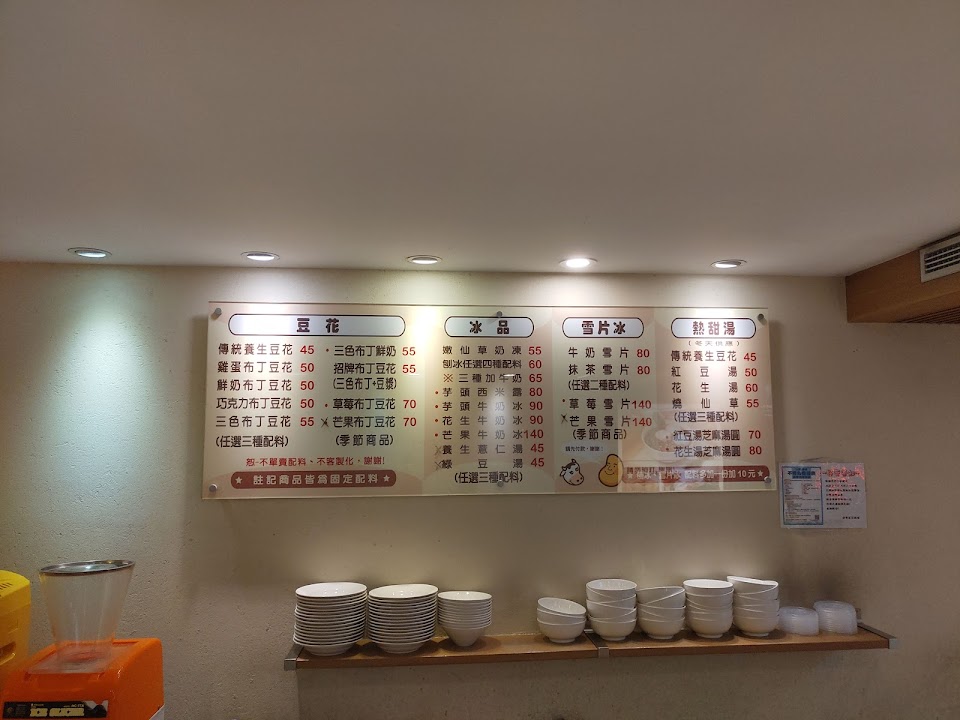 豆花
傳統養生豆花 45
雞蛋布丁豆花 50
鮮奶布丁豆花 50
巧克力布丁豆花 50
三色布丁豆花 55
(任選三種配料)
·三色布丁鮮奶 55
招牌布丁豆花 55
(三色布丁+豆漿)
·草莓布丁豆花 70
芒果布丁豆花 70
(季節商品)
恕-不單賣配料、不客製化，謝謝!
★ 註記商品皆為固定配料 ★
冰品
嫩仙草奶凍 55
刨冰任選四種配料 60
※三種加牛奶 65
·芋頭西米露 80
·芋頭牛奶冰 90
·花生牛奶冰 90
·芒果牛奶冰 140
養生薏仁湯 45
綠豆湯 45
(任選三種配料)
雪片冰
牛奶雪片 80
抹茶雪片 80
(任選二種配料)
·草莓雪片 140
芒果雪片 140
(季節商品)
熱甜湯
(冬天供應)
傳統養生豆花 45
紅豆湯 50
花生湯 60
燒仙草 55
(任選三種配料)
·紅豆湯芝麻湯圓 70
·花生湯芝麻湯圓 80
一份加10元 ★